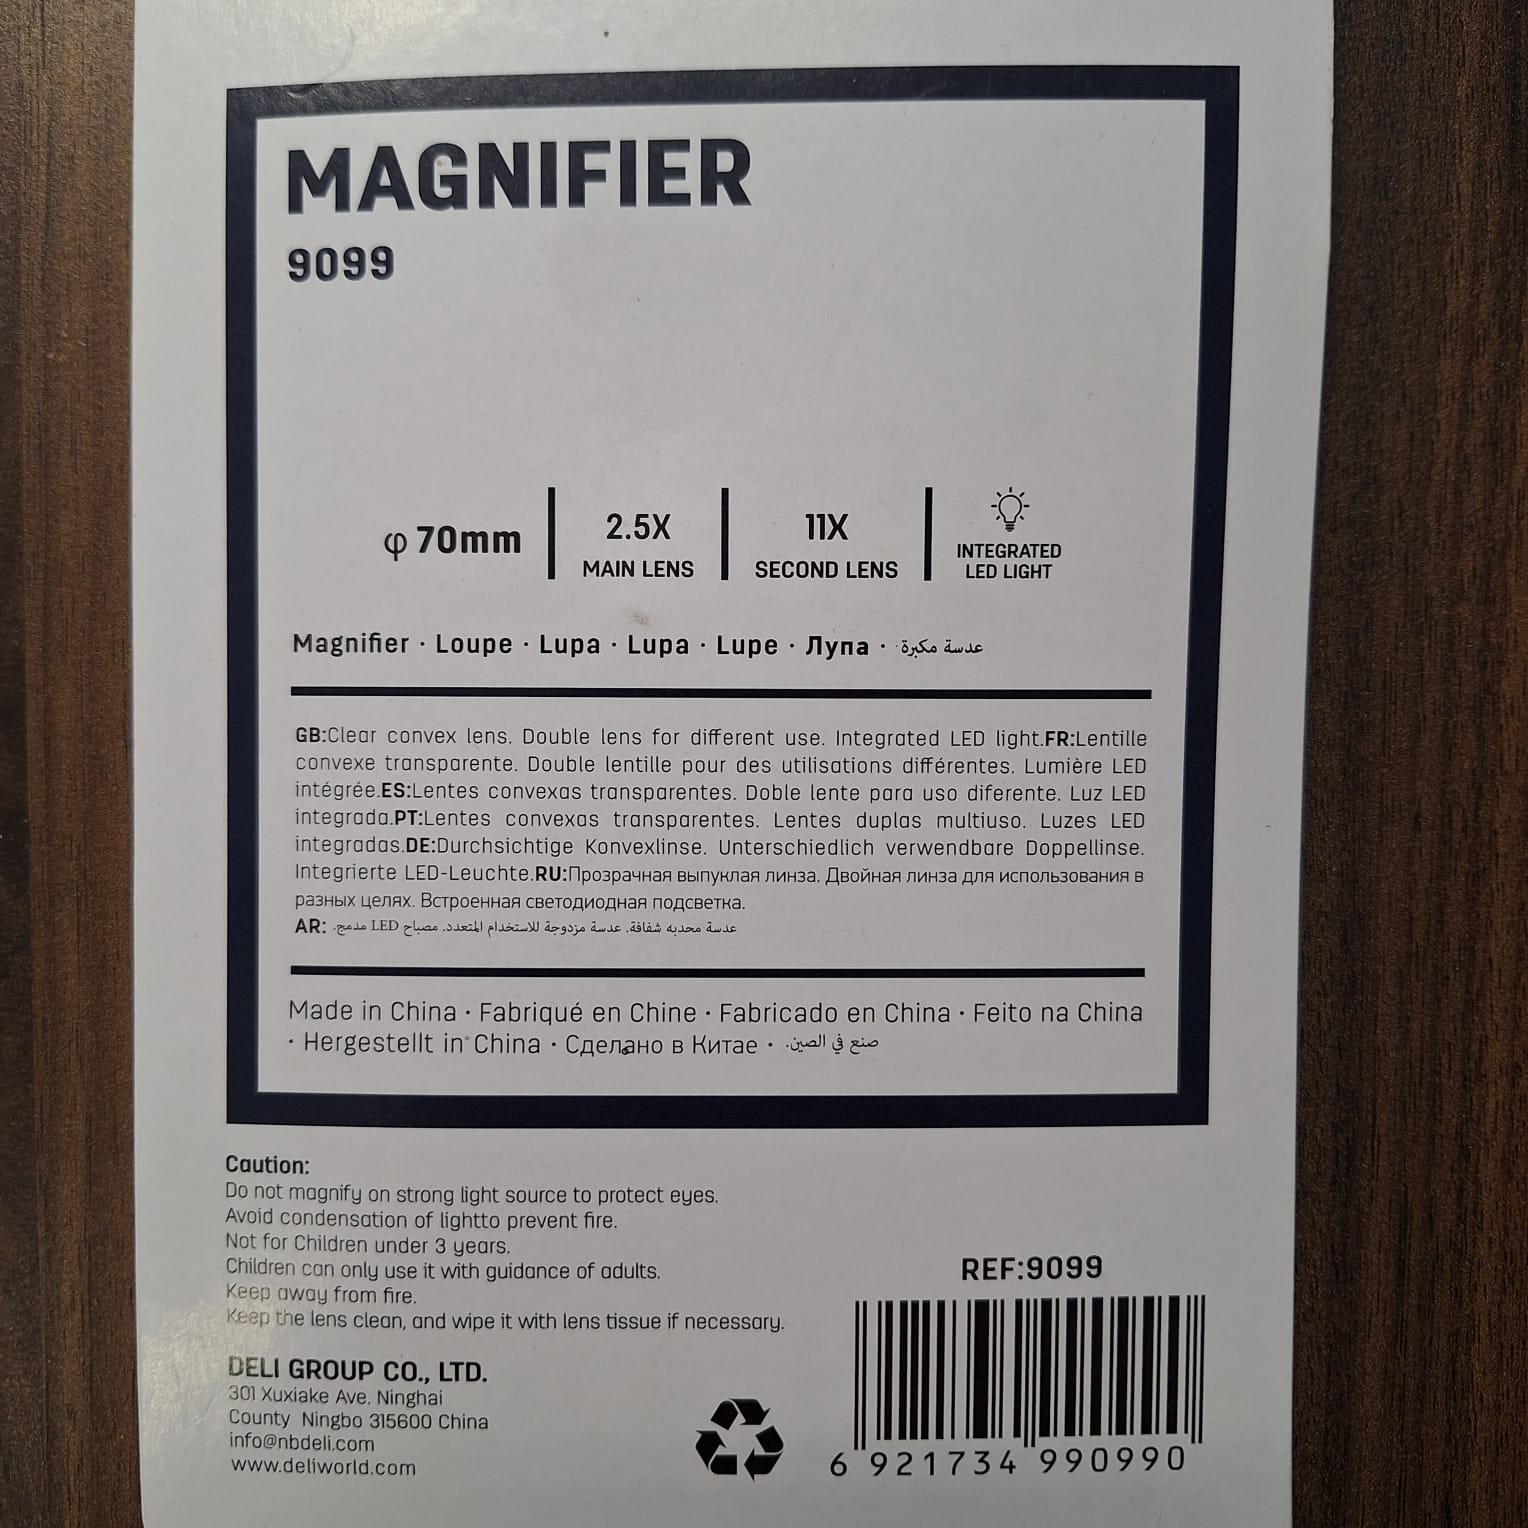 MAGNIFIER
9099
φ 70mm
2.5X
MAIN LENS
11X
SECOND LENS
INTEGRATED
LED LIGHT
Magnifier · Loupe · Lupa · Lupa · Lupe · Лупа · عدسة مكبرة
GB:Clear convex lens. Double lens for different use. Integrated LED light.FR:Lentille
convexe transparente. Double lentille pour des utilisations différentes. Lumière LED
intégrée.ES:Lentes convexas transparentes. Doble lente para uso diferente. Luz LED
integrada.PT:Lentes convexas transparentes. Lentes duplas multiuso. Luzes LED
integradas.DE:Durchsichtige Konvexlinse. Unterschiedlich verwendbare Doppellinse.
Integrierte LED-Leuchte.RU:Прозрачная выпуклая линза. Двойная линза для использования в
разных целях. Встроенная светодиодная подсветка.
AR: عدسة محدبه شفافة. عدسة مزدوجة للاستخدام المتعدد. مصباح LED مدمج.
Made in China · Fabriqué en Chine · Fabricado en China · Feito na China
· Hergestellt in China · Сделано в Китае · صنع في الصين.
Caution:
Do not magnify on strong light source to protect eyes.
Avoid condensation of lightto prevent fire.
Not for Children under 3 years.
Children can only use it with guidance of adults.
Keep away from fire.
Keep the lens clean, and wipe it with lens tissue if necessary.
DELI GROUP CO., LTD.
301 Xuxiake Ave. Ninghai
County Ningbo 315600 China
info@nbdeli.com
www.deliworld.com
REF:9099
6 921734 990990